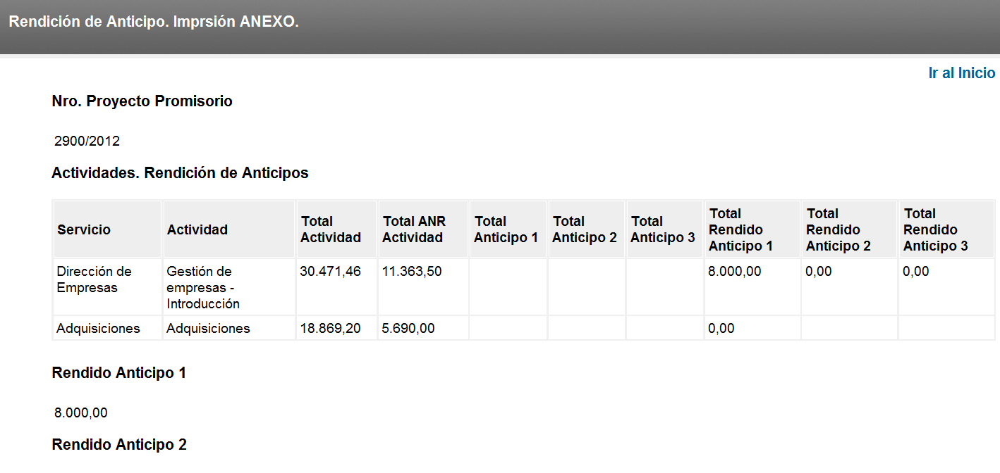 Rendición de Anticipo. Imprsión ANEXO.
Ir al Inicio
Nro. Proyecto Promisorio
2900/2012
Actividades. Rendición de Anticipos
Servicio
Actividad
Total
Actividad
Total ANR
Actividad
Total
Anticipo 1
Total
Anticipo 2
Total
Anticipo 3
Total
Rendido
Anticipo 1
Total
Rendido
Anticipo 2
Total
Rendido
Anticipo 3
Dirección de
Empresas
Gestión de
empresas -
Introducción
30.471,46
11.363,50
8.000,00
0,00
0,00
Adquisiciones
Adquisiciones
18.869,20
5.690,00
0,00
Rendido Anticipo 1
8.000,00
Rendido Anticipo 2